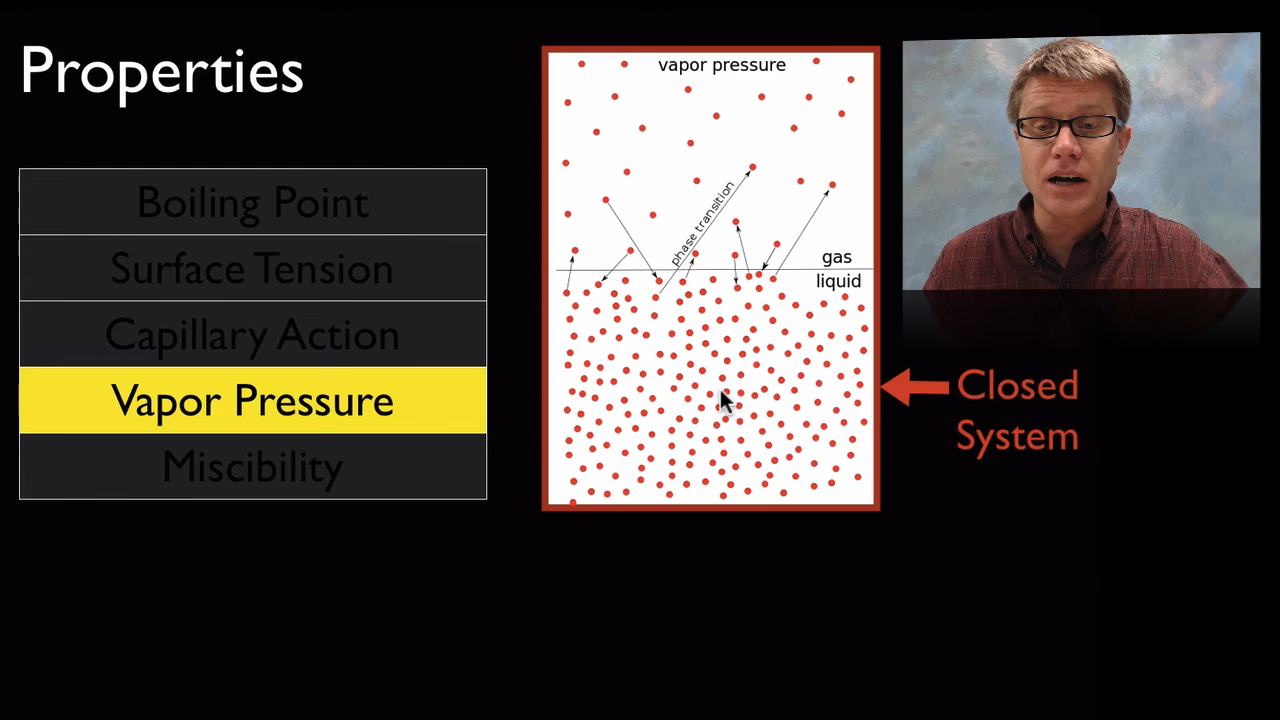 Properties
Boiling Point
Surface Tension
Capillary Action
Vapor Pressure
Miscibility
vapor pressure
phase transition
gas
liquid
Closed
System